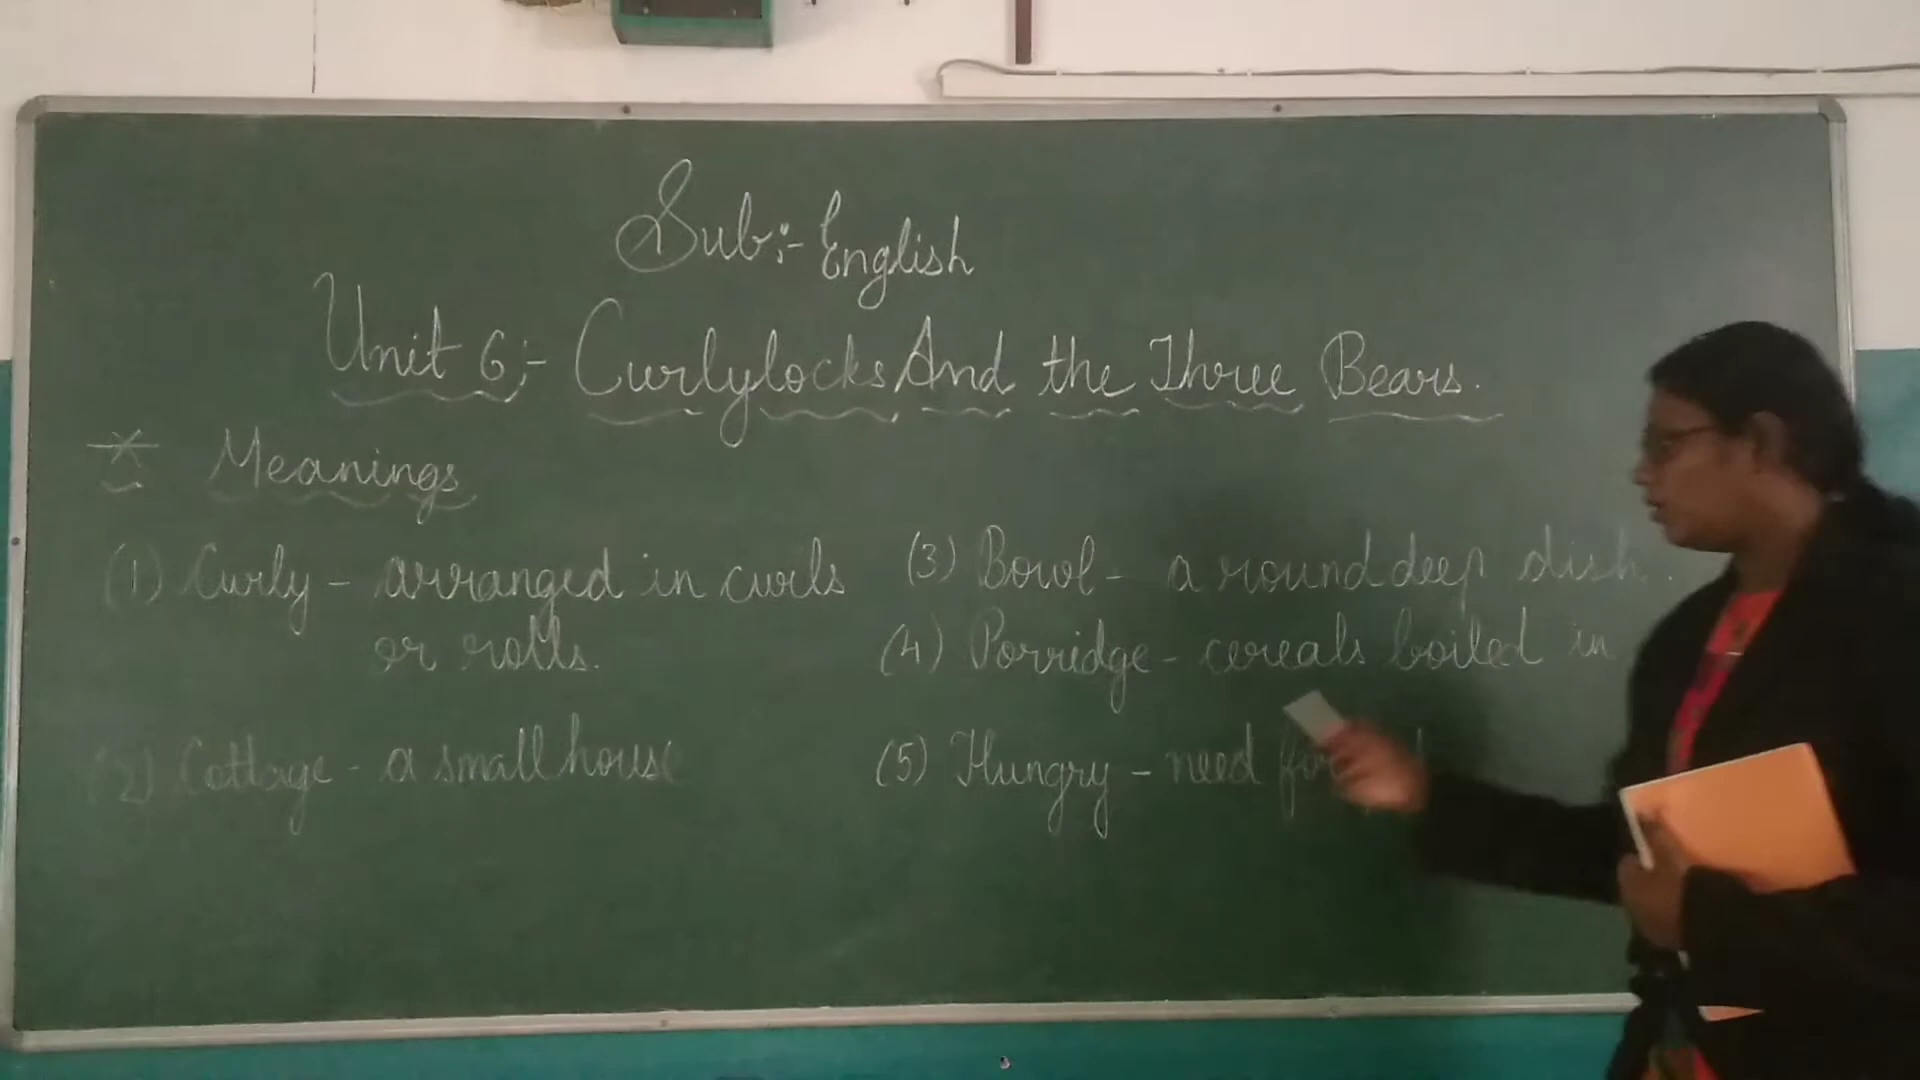 Sub:- English
Unit 6:- Curlylocks And the Three Bears.
* Meanings
(1) Curly - arranged in curls
or rolls.
(2) Cottage - a small house
(3) Bowl - a round deep dish.
(4) Porridge - cereals boiled in
(5) Hungry - need